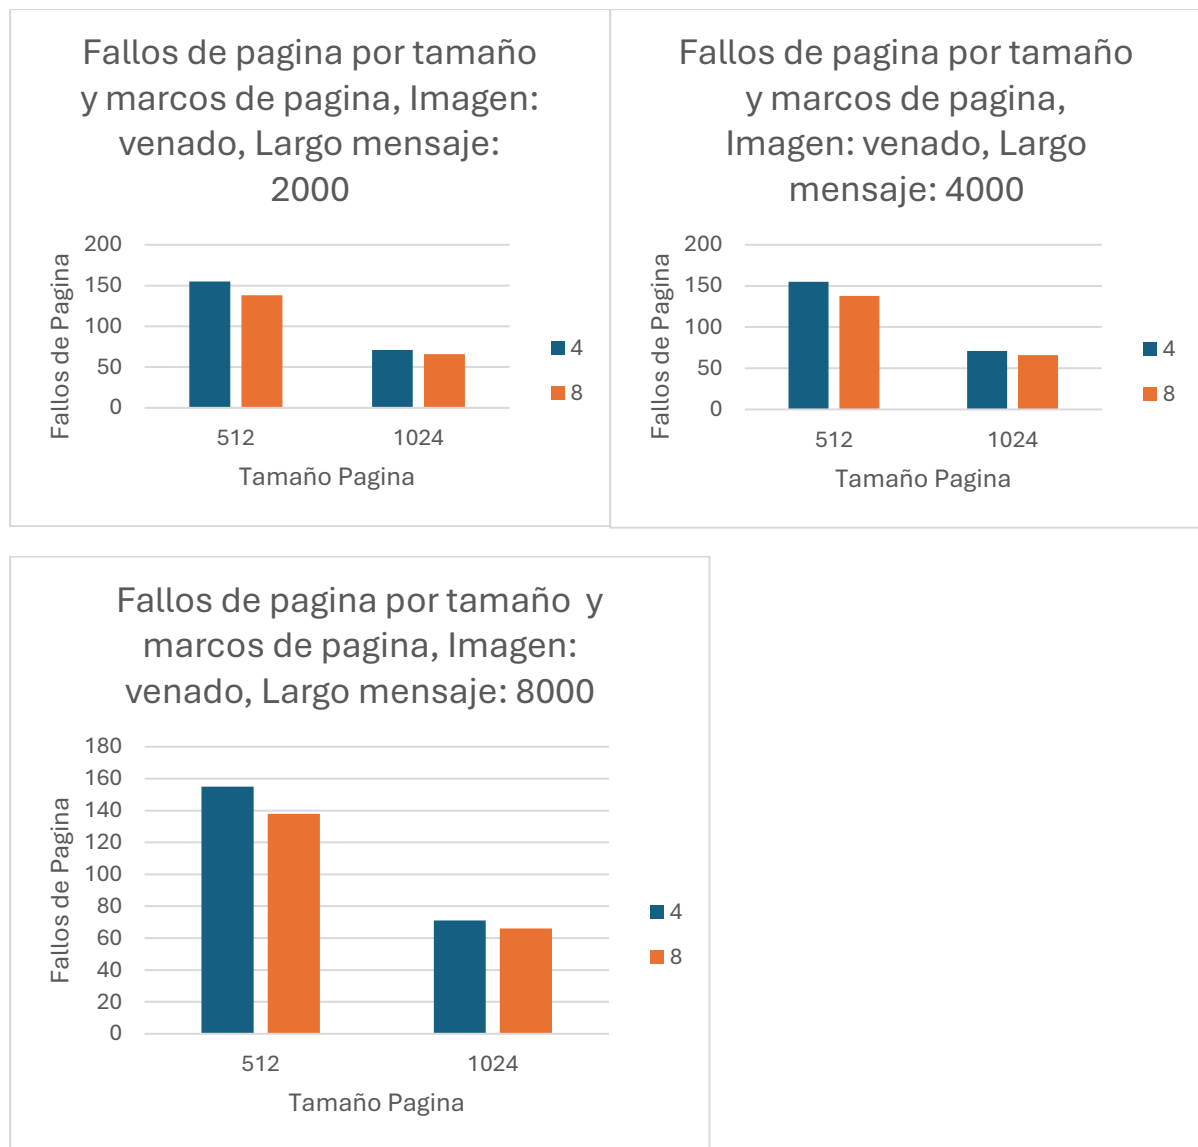 Fallos de pagina por tamaño
y marcos de pagina, Imagen:
venado, Largo mensaje:
2000
Fallos de Pagina
200
150
100
50
0
512
1024
Tamaño Pagina
4
8
Fallos de pagina por tamaño
y marcos de pagina,
Imagen: venado, Largo
mensaje: 4000
Fallos de Pagina
200
150
100
50
0
512
1024
Tamaño Pagina
4
8
Fallos de pagina por tamaño y
marcos de pagina, Imagen:
venado, Largo mensaje: 8000
Fallos de Pagina
180
160
140
120
100
80
60
40
20
0
512
1024
Tamaño Pagina
4
8